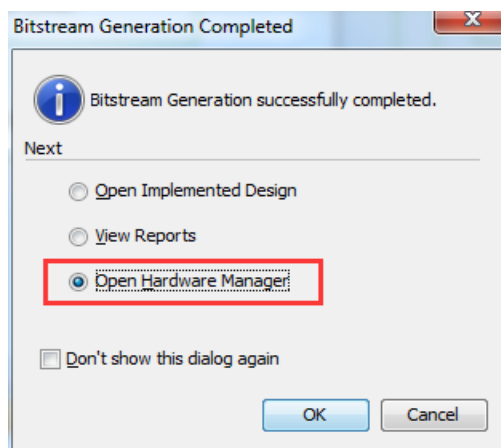 Bitstream Generation Completed
Bitstream Generation successfully completed.
Next
Open Implemented Design
View Reports
Open Hardware Manager
Don't show this dialog again
OK Cancel